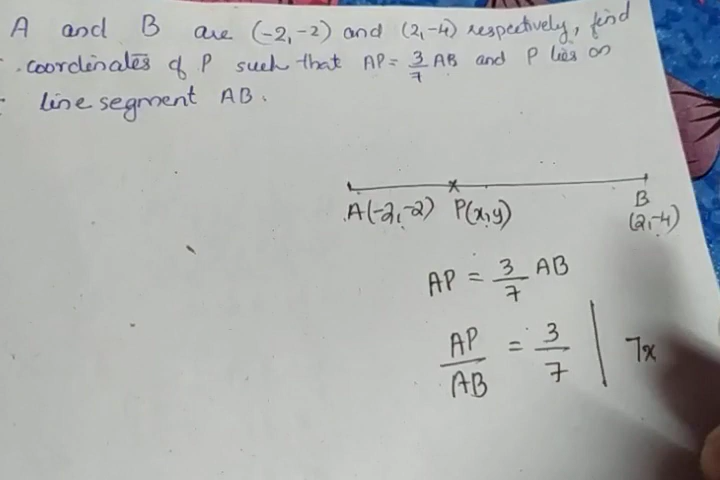 A and B are (-2,-2) and (2,-4) respectively, find
coordinates of P such that AP = 3/7 AB and P lies on
line segment AB.
A(-2,-2) P(x,y) B
(2,-4)
AP = 3/7 AB
AP/AB = 3/7 | 7x